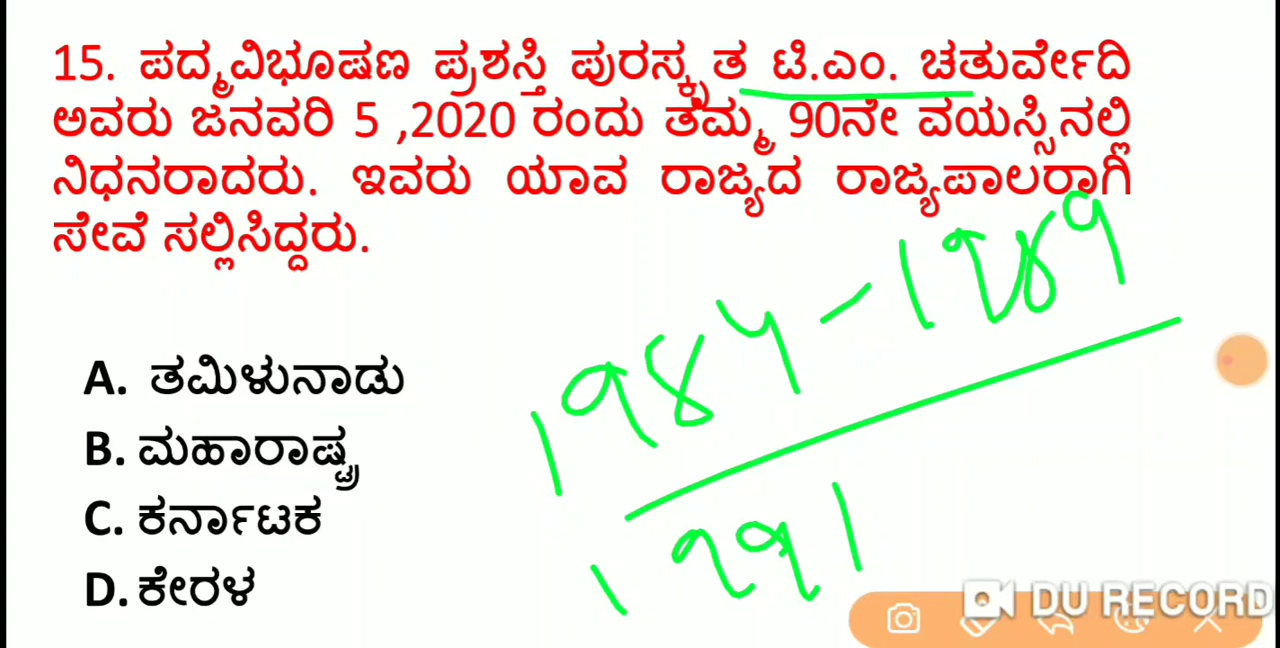 15. ಪದ್ಮವಿಭೂಷಣ ಪ್ರಶಸ್ತಿ ಪುರಸ್ಕೃತ ಟಿ.ಎಂ. ಚತುರ್ವೇದಿ
ಅವರು ಜನವರಿ 5 ,2020 ರಂದು ತಮ್ಮ 90ನೇ ವಯಸ್ಸಿನಲ್ಲಿ
ನಿಧನರಾದರು. ಇವರು ಯಾವ ರಾಜ್ಯದ ರಾಜ್ಯಪಾಲರಾಗಿ
ಸೇವೆ ಸಲ್ಲಿಸಿದ್ದರು.
1984-1989
A. ತಮಿಳುನಾಡು
B. ಮಹಾರಾಷ್ಟ್ರ
C. ಕರ್ನಾಟಕ
1991
D. ಕೇರಳ
DU RECORD